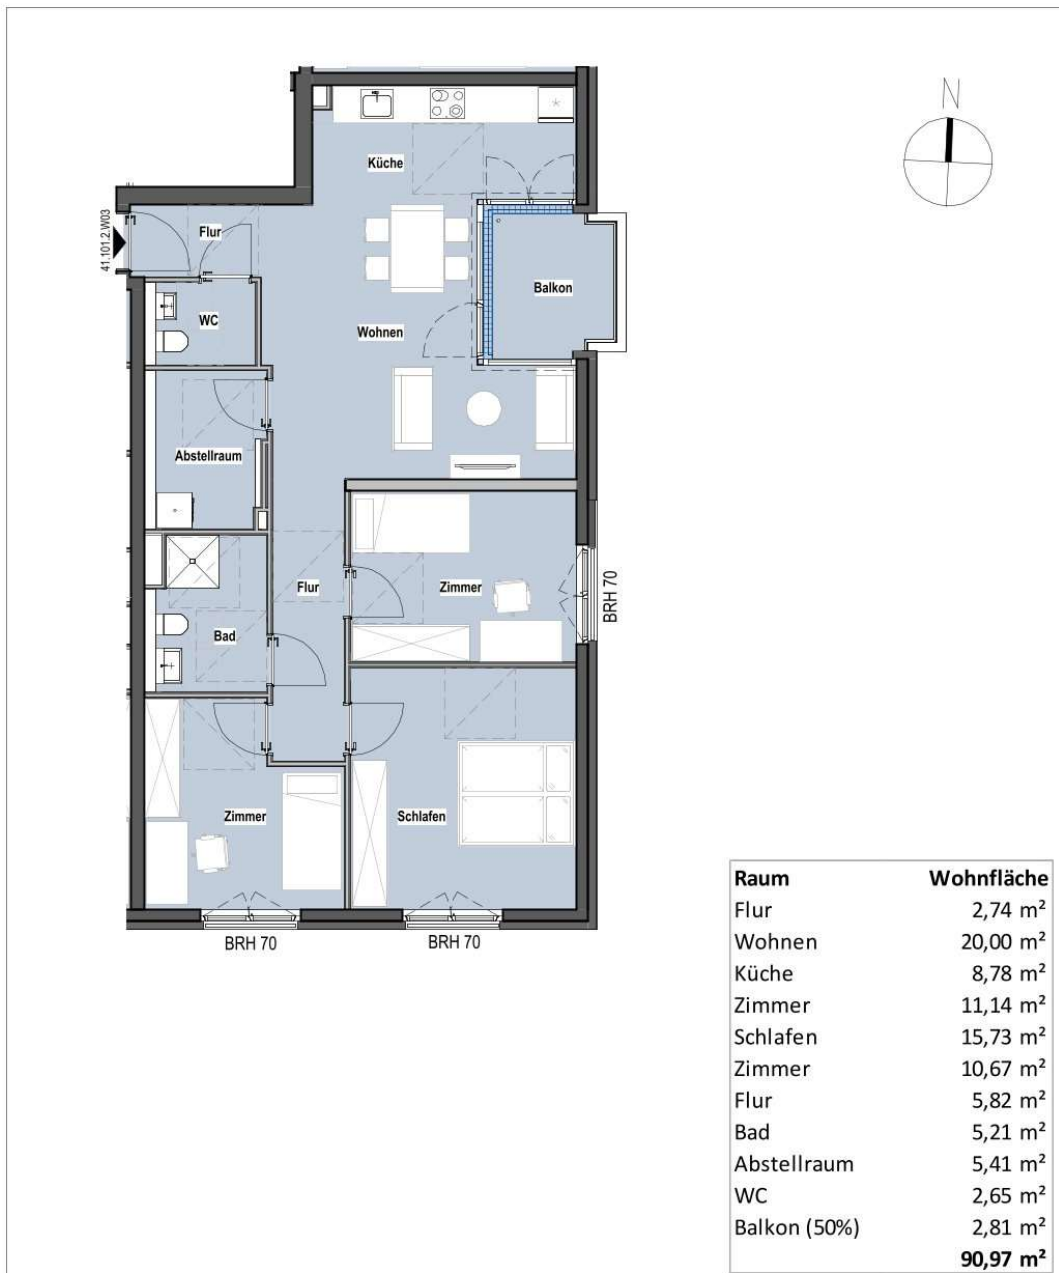 N
Küche
41.101.2.W03
Flur
Balkon
WC
Wohnen
Abstellraum
Flur
Zimmer
BRH 70
Bad
Zimmer
Schlafen
BRH 70
BRH 70
Raum Wohnfläche
Flur 2,74 m²
Wohnen 20,00 m²
Küche 8,78 m²
Zimmer 11,14 m²
Schlafen 15,73 m²
Zimmer 10,67 m²
Flur 5,82 m²
Bad 5,21 m²
Abstellraum 5,41 m²
WC 2,65 m²
Balkon (50%) 2,81 m²
90,97 m²